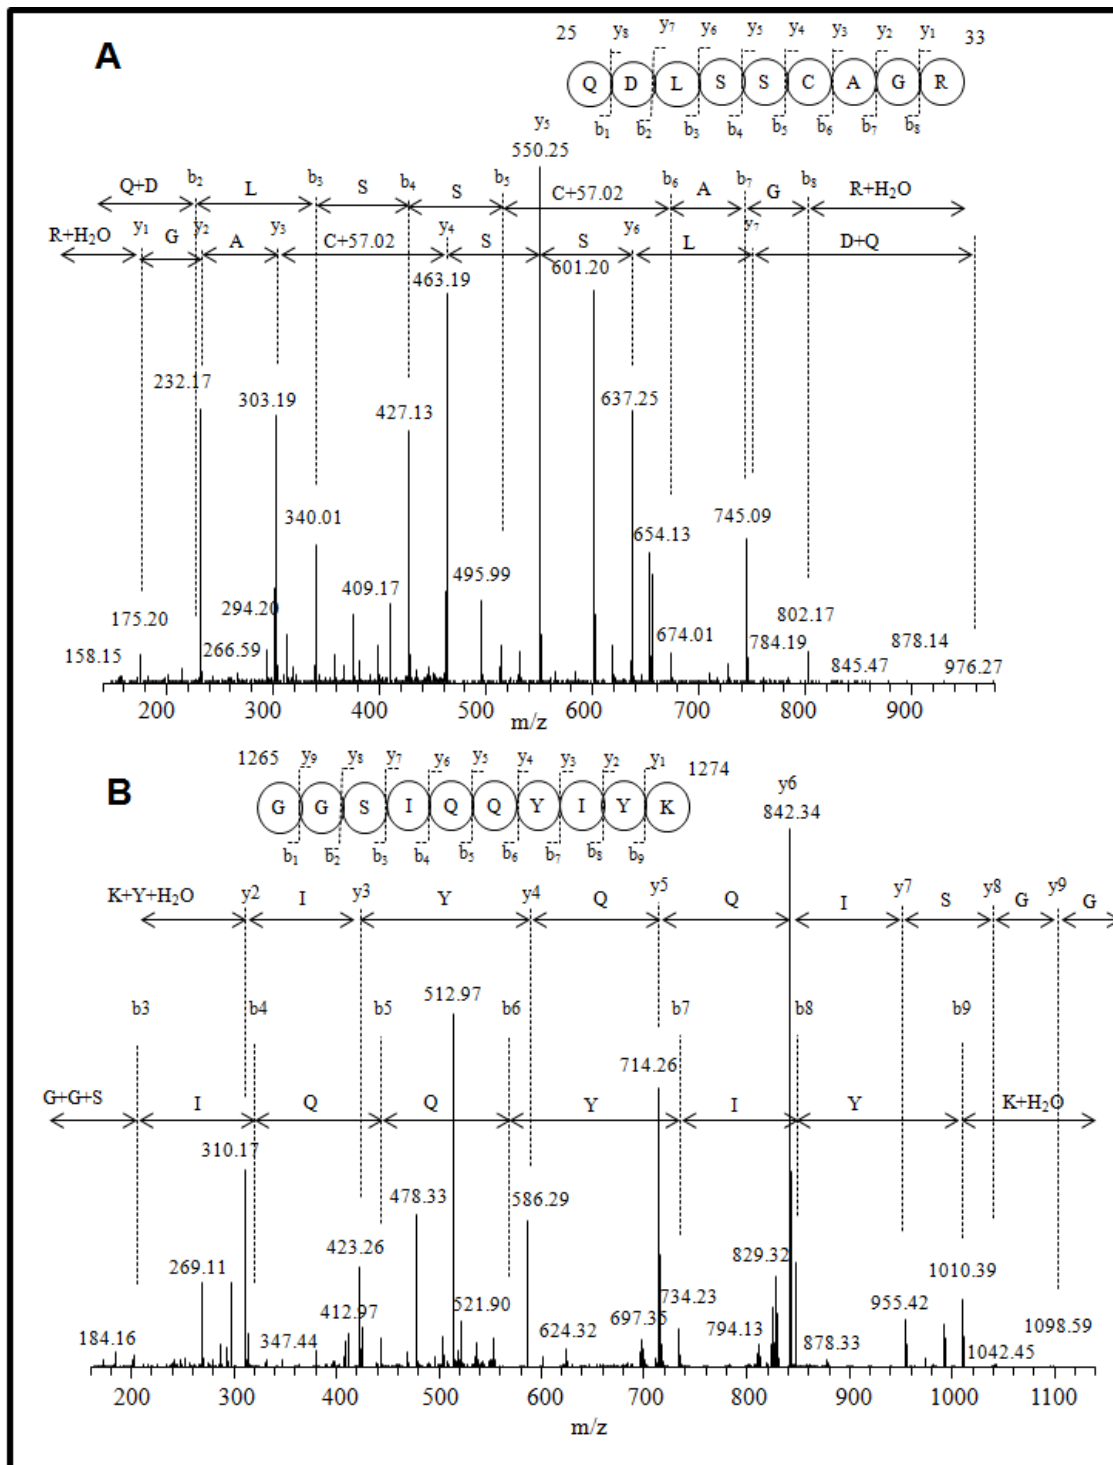 A
25 y₈ y₇ y₆ y₅ y₄ y₃ y₂ y₁ 33
Q D L S S C A G R
b₁ b₂ b₃ b₄ b₅ b₆ b₇ b₈
y₅
550.25
Q+D b₂ L b₃ S b₄ S b₅ C+57.02 b₆ A b₇ G b₈ R+H₂O
R+H₂O y₁ G y₂ A y₃ C+57.02 y₄ S S y₆ L y₇ D+Q
463.19
601.20
232.17
303.19
427.13
637.25
340.01
654.13
745.09
409.17
495.99
294.20
175.20
266.59
158.15
674.01
784.19
802.17
845.47
878.14
976.27
200 300 400 500 600 700 800 900
m/z
B
1265 y₉ y₈ y₇ y₆ y₅ y₄ y₃ y₂ y₁ 1274
G G S I Q Q Y I Y K
b₁ b₂ b₃ b₄ b₅ b₆ b₇ b₈ b₉
y6
842.34
K+Y+H₂O y2 I y3 Y y4 Q y5 Q I y7 S y8 G y9 G
b3 b4 b5 b6 b7 b8 b9
512.97
714.26
G+G+S I Q Q Y I Y K+H₂O
310.17
478.33
586.29
423.26
269.11
829.32
1010.39
412.97
521.90
734.23
697.35
955.42
184.16
347.44
624.32
794.13
878.33
1098.59
1042.45
200 300 400 500 600 700 800 900 1000 1100
m/z